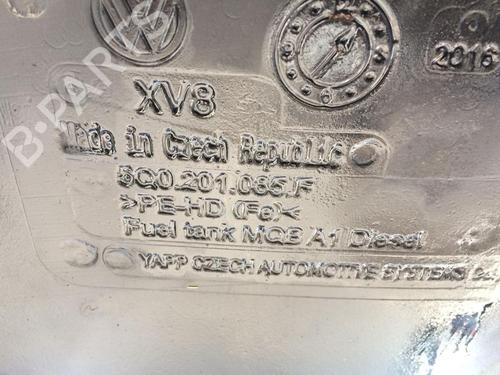 2016
XV8
Made in Czech Republic
5Q0.201.085.F
>PE-HD (Fe)<
Fuel tank MQB A1 Diesel
YAPP CZECH AUTOMOTIVE SYSTEMS
B-PARTS